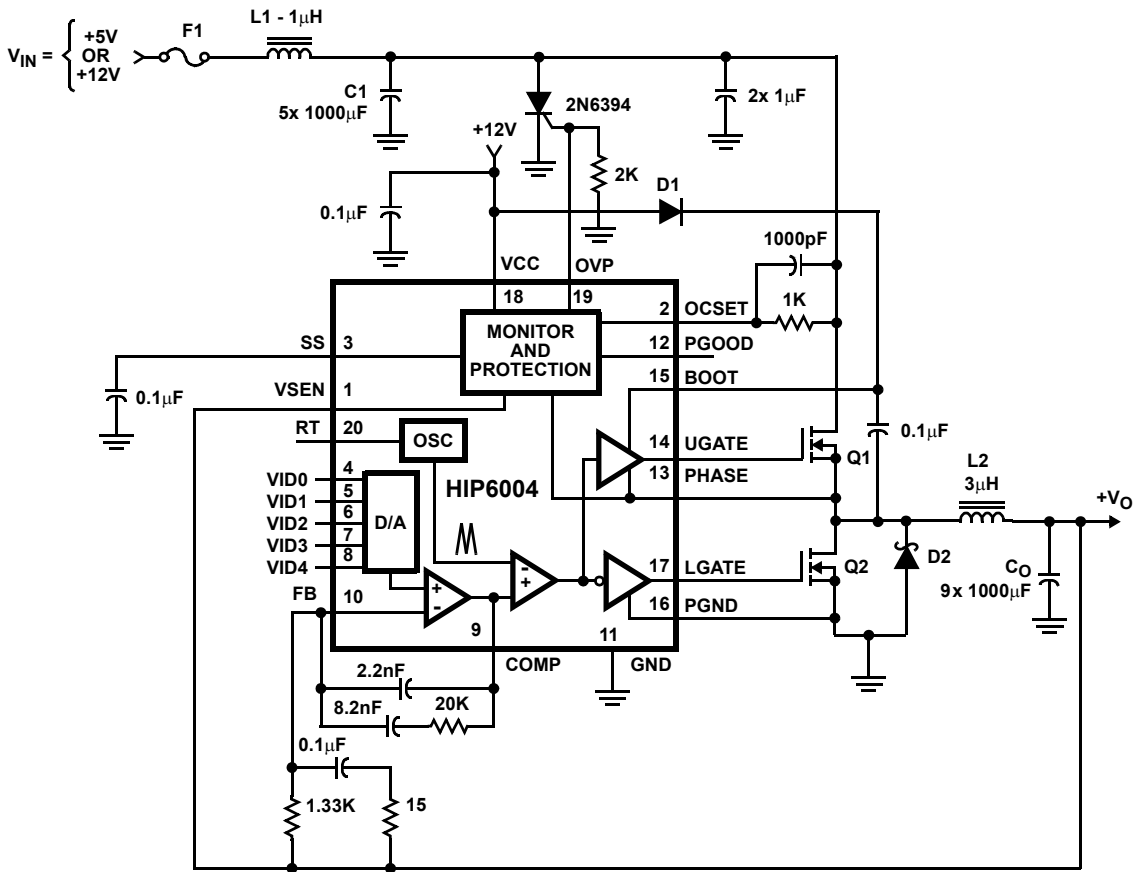 L1 - 1µH
F1
V_IN =
+5V
OR
+12V
C1
5x 1000µF
2N6394
2x 1µF
+12V
2K
0.1µF
D1
1000pF
VCC
OVP
18
19
1K
2
OCSET
MONITOR
AND
PROTECTION
SS
3
12
PGOOD
15
BOOT
0.1µF
VSEN
1
RT
20
OSC
0.1µF
14
UGATE
Q1
13
PHASE
HIP6004
L2
3µH
+V_O
VID0
4
VID1
5
VID2
6
VID3
7
VID4
8
D/A
17
LGATE
Q2
D2
C_O
9x 1000µF
+
-
-
+
FB
10
16
PGND
9
COMP
11
GND
2.2nF
8.2nF
20K
0.1µF
1.33K
15